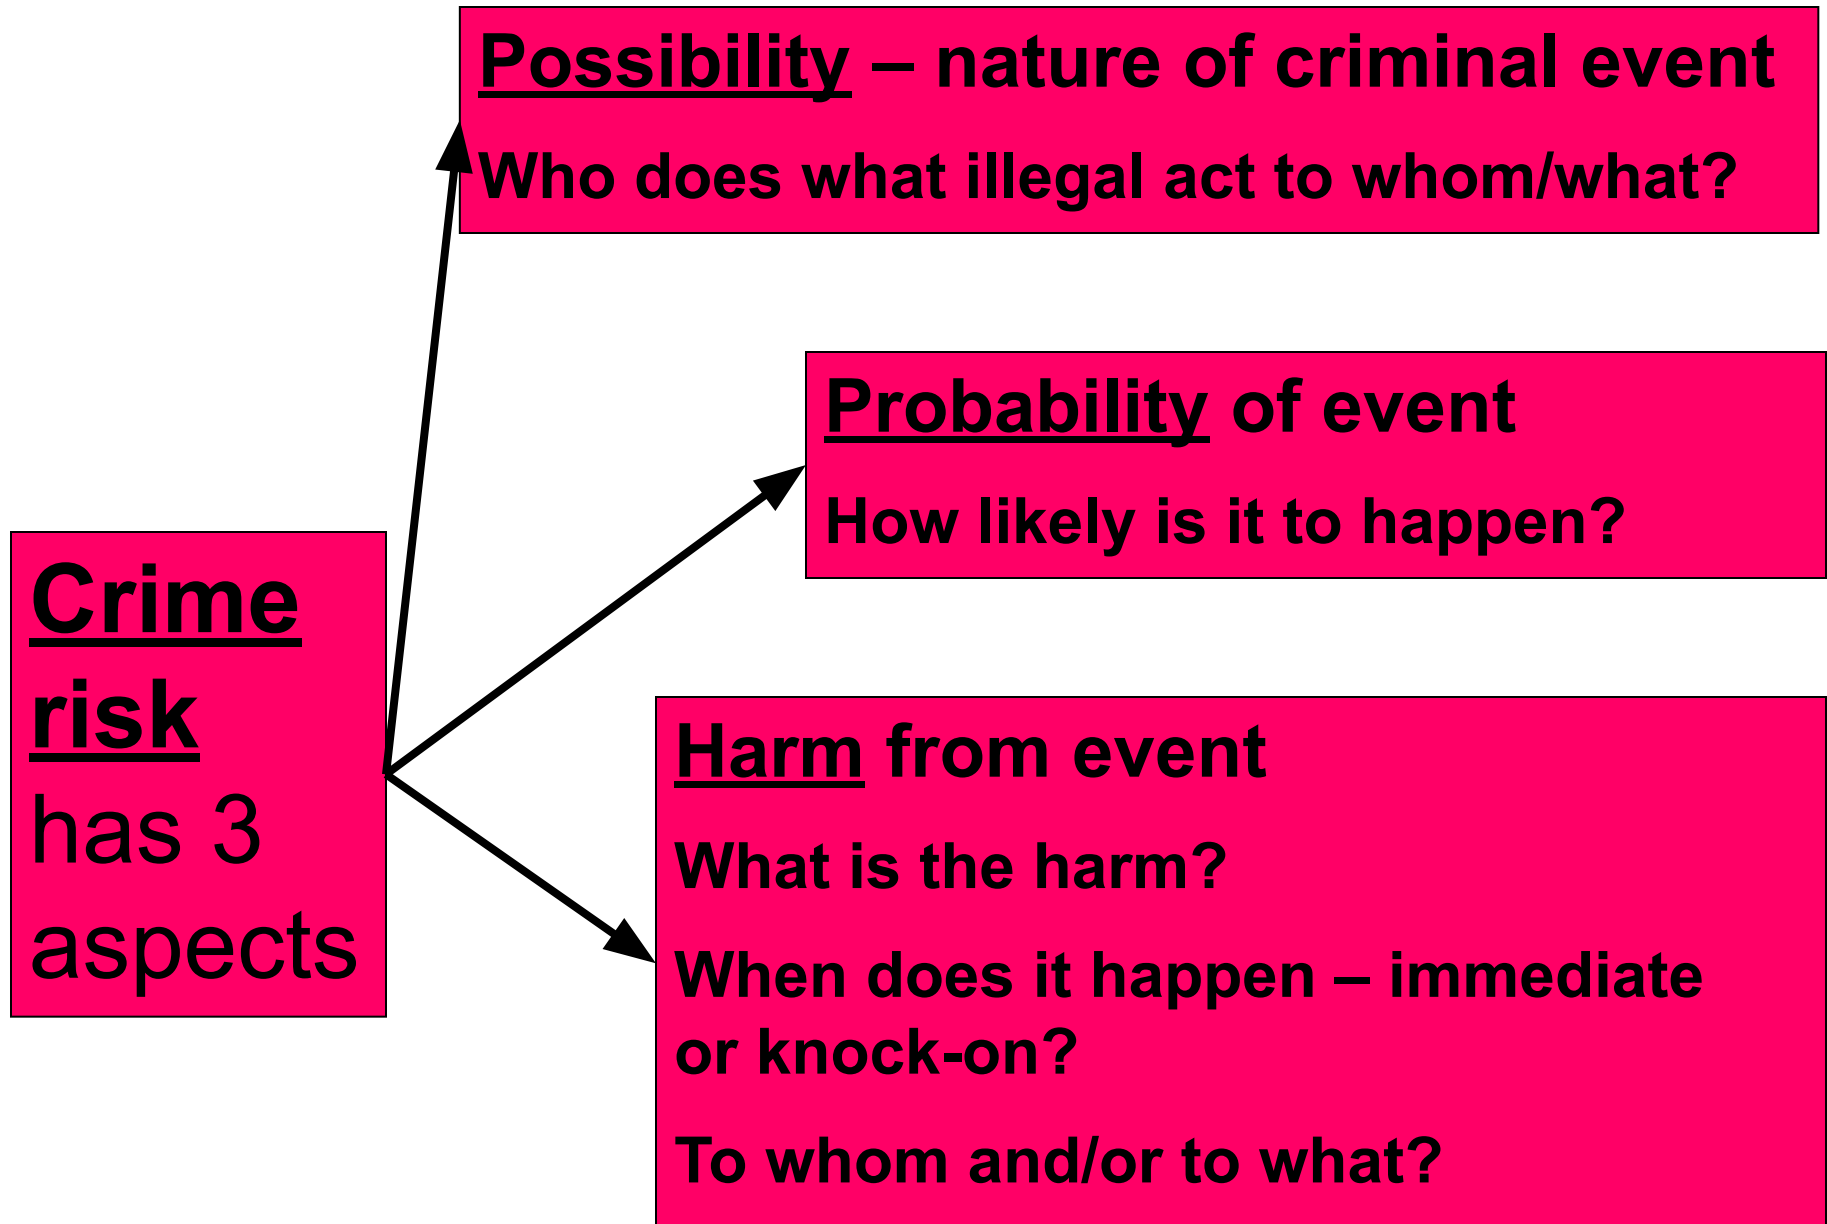 Possibility – nature of criminal event
Who does what illegal act to whom/what?
Probability of event
How likely is it to happen?
Crime
risk
has 3
aspects
Harm from event
What is the harm?
When does it happen – immediate
or knock-on?
To whom and/or to what?